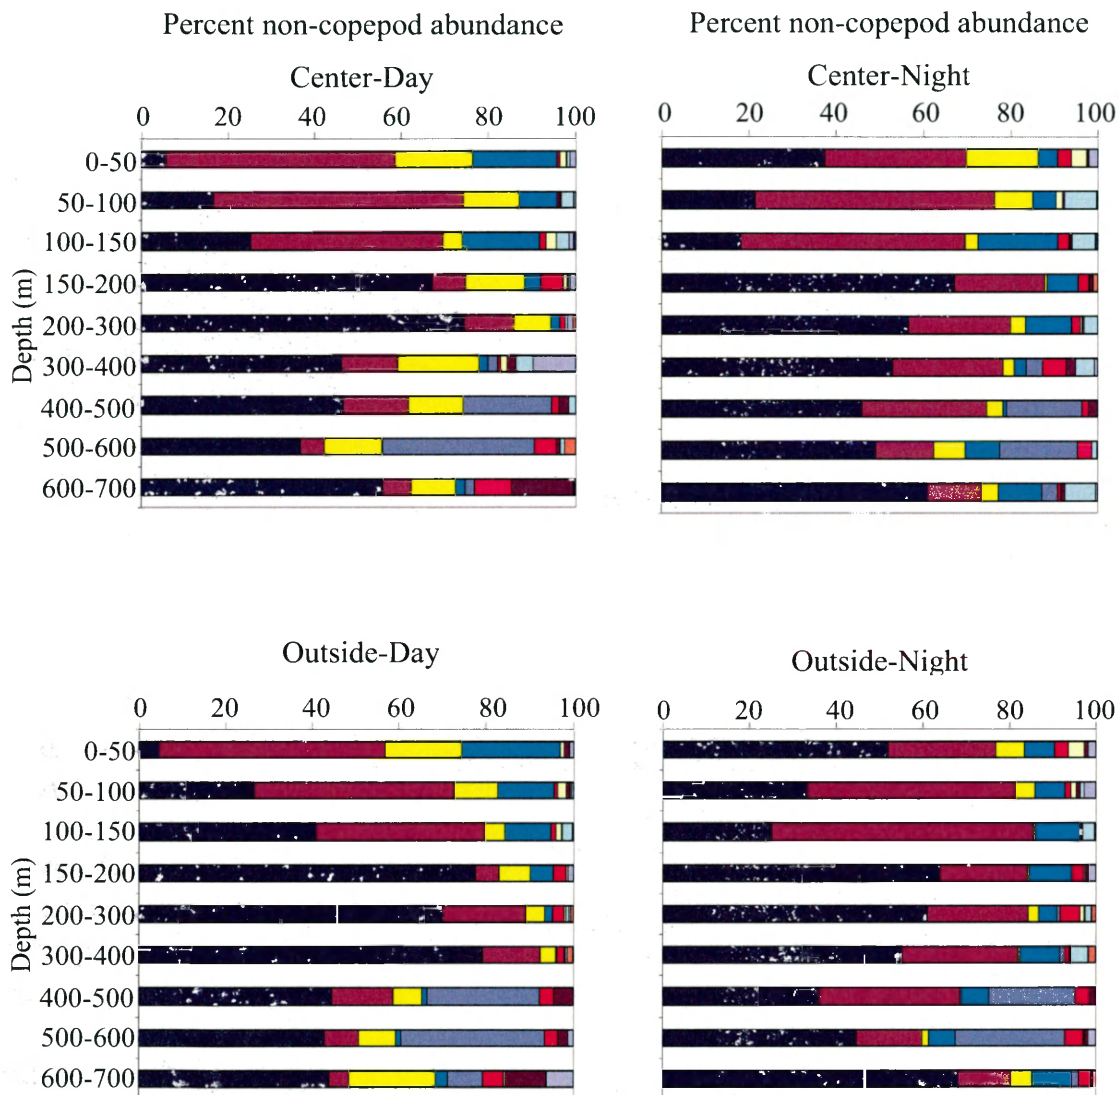 Percent non-copepod abundance
Center-Day
0 20 40 60 80 100
Depth (m)
0-50
50-100
100-150
150-200
200-300
300-400
400-500
500-600
600-700
Percent non-copepod abundance
Center-Night
0 20 40 60 80 100
Outside-Day
0 20 40 60 80 100
Depth (m)
0-50
50-100
100-150
150-200
200-300
300-400
400-500
500-600
600-700
Outside-Night
0 20 40 60 80 100